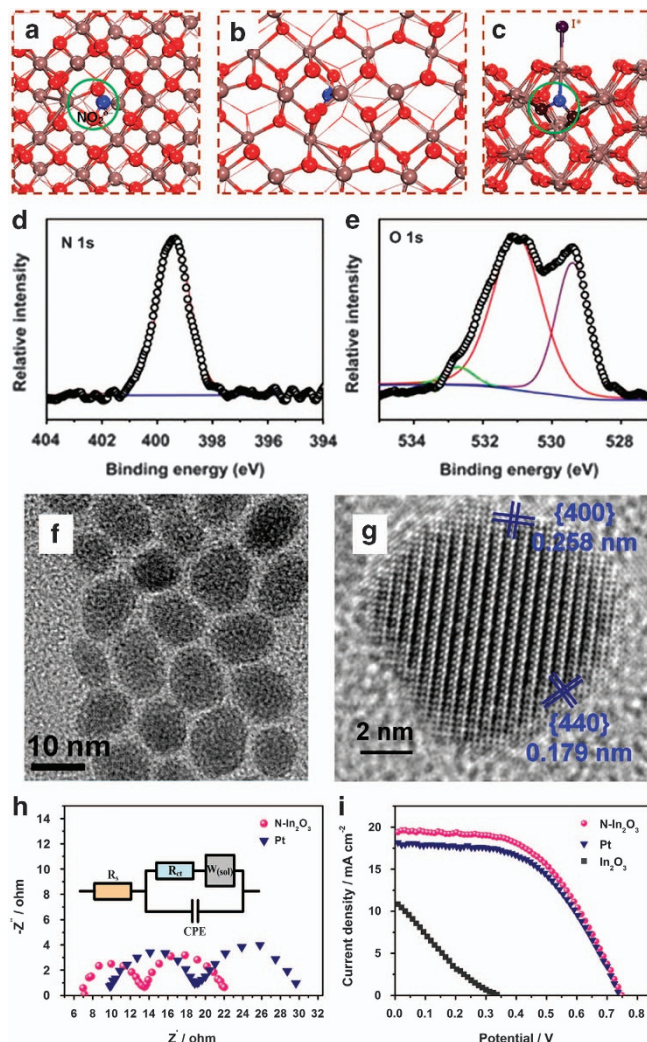 a
b
c
I*
NO₂*
d
N 1s
Relative intensity
404 402 400 398 396 394
Binding energy (eV)
e
O 1s
Relative intensity
534 532 530 528
Binding energy (eV)
f
10 nm
g
{400}
0.258 nm
{440}
0.179 nm
2 nm
h
-Z'' / ohm
20
18
16
14
12
10
8
6
4
2
0
N-In₂O₃
Pt
Rs
Rct
W(sol)
CPE
6 8 10 12 14 16 18 20 22 24 26 28 30 32
Z' / ohm
i
Current density / mA cm⁻²
25
20
15
10
5
0
N-In₂O₃
Pt
In₂O₃
0.0 0.1 0.2 0.3 0.4 0.5 0.6 0.7 0.8
Potential / V